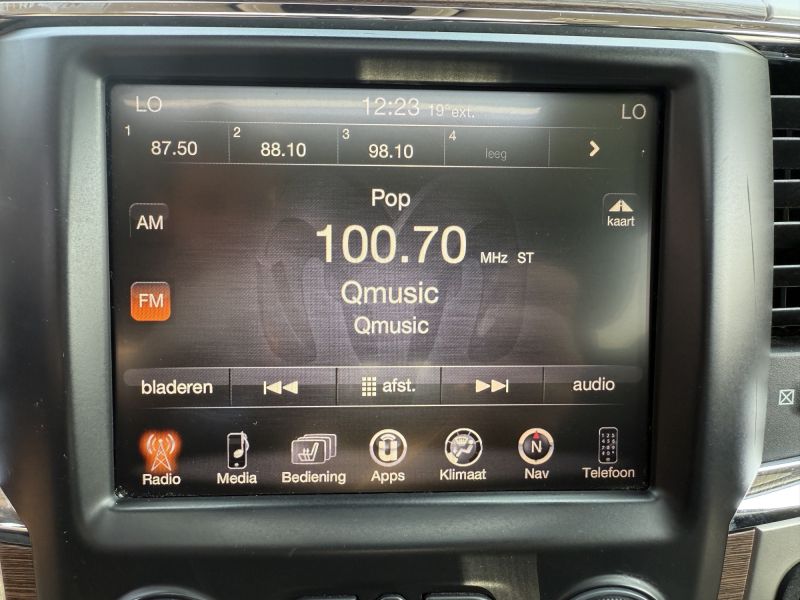 LO 12:23 19°ext. LO
1 87.50 2 88.10 3 98.10 4 leeg
Pop
AM
kaart
100.70 MHz ST
FM
Qmusic
Qmusic
bladeren afst. audio
Radio Media Bediening Apps Klimaat Nav Telefoon